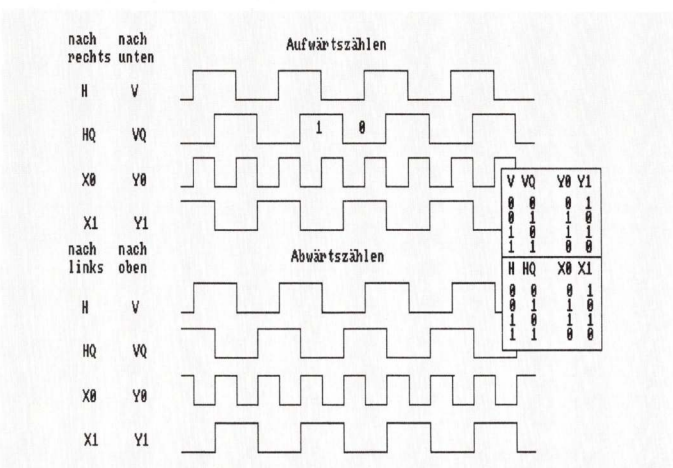 nach nach
rechts unten
Aufwärtszählen
H V
HQ VQ
1 0
X0 Y0
X1 Y1
V VQ Y0 Y1
0 0 0 1
0 1 1 0
1 0 1 1
1 1 0 0
H HQ X0 X1
0 0 0 1
0 1 1 0
1 0 1 1
1 1 0 0
nach nach
links oben
Abwärtszählen
H V
HQ VQ
X0 Y0
X1 Y1